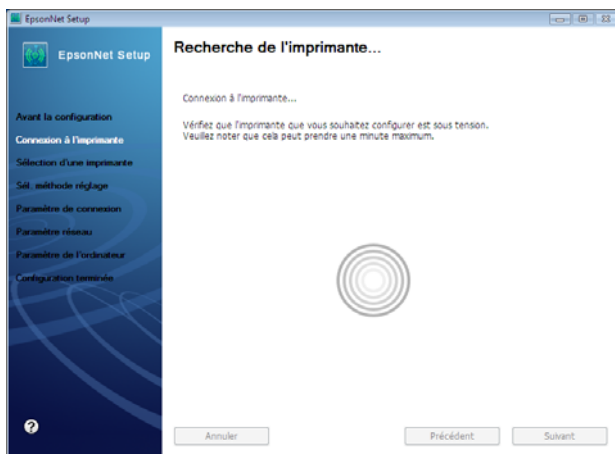 EpsonNet Setup
EpsonNet Setup
Avant la configuration
Connexion à l'imprimante
Sélection d'une imprimante
Sél. méthode réglage
Paramètre de connexion
Paramètre réseau
Paramètre de l'ordinateur
Configuration terminée
?
Recherche de l'imprimante...
Connexion à l'imprimante...
Vérifiez que l'imprimante que vous souhaitez configurer est sous tension.
Veuillez noter que cela peut prendre une minute maximum.
Annuler
Précédent
Suivant